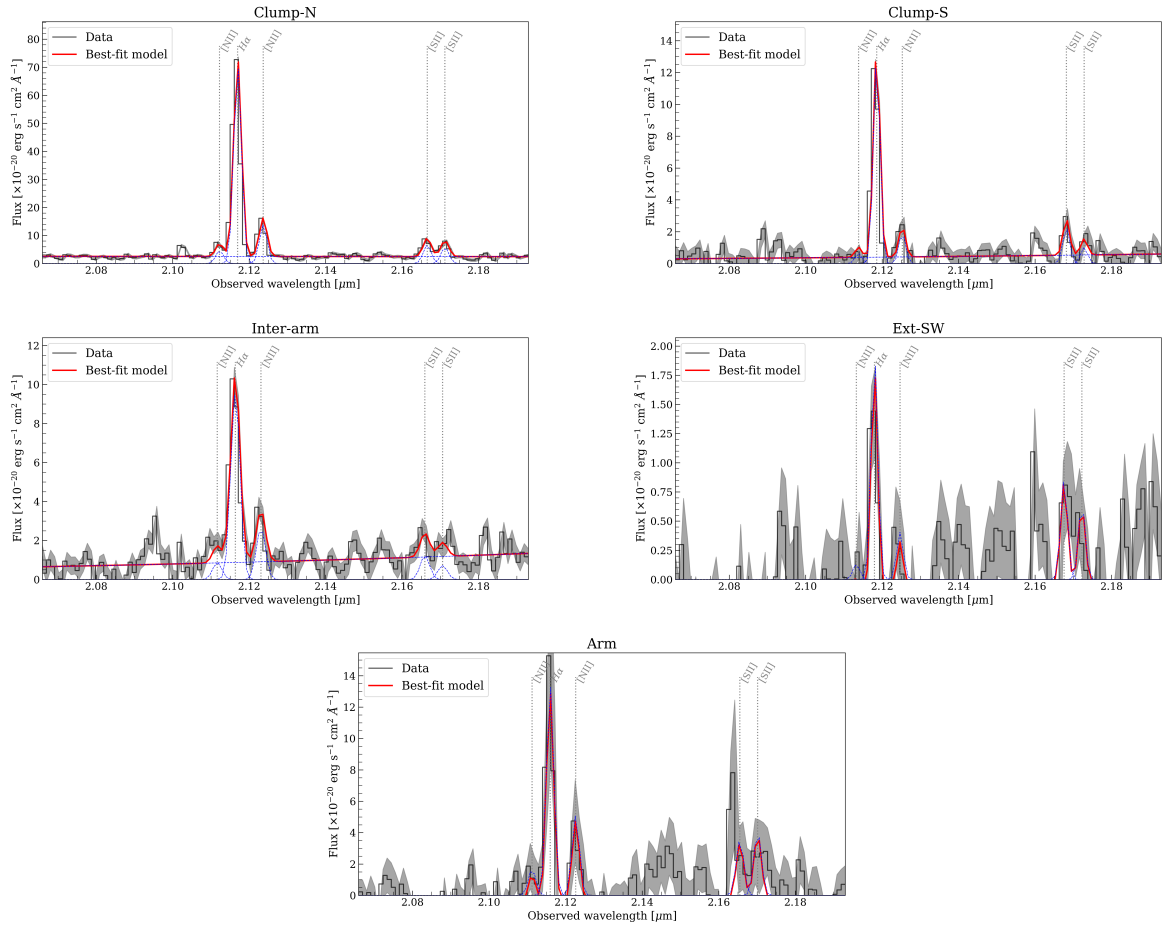 Clump-N
Flux [×10⁻²⁰ erg s⁻¹ cm² Å⁻¹]
80
70
60
50
40
30
20
10
0
Data
Best-fit model
[NII]
Hα
[NII]
[SII]
[SII]
2.08
2.10
2.12
2.14
2.16
2.18
Observed wavelength [μm]
Clump-S
Flux [×10⁻²⁰ erg s⁻¹ cm² Å⁻¹]
14
12
10
8
6
4
2
0
Data
Best-fit model
[NII]
Hα
[NII]
[SII]
[SII]
2.08
2.10
2.12
2.14
2.16
2.18
Observed wavelength [μm]
Inter-arm
Flux [×10⁻²⁰ erg s⁻¹ cm² Å⁻¹]
12
10
8
6
4
2
0
Data
Best-fit model
[NII]
Hα
[NII]
[SII]
[SII]
2.08
2.10
2.12
2.14
2.16
2.18
Observed wavelength [μm]
Ext-SW
Flux [×10⁻²⁰ erg s⁻¹ cm² Å⁻¹]
2.00
1.75
1.50
1.25
1.00
0.75
0.50
0.25
0.00
Data
Best-fit model
[NII]
Hα
[NII]
[SII]
[SII]
2.08
2.10
2.12
2.14
2.16
2.18
Observed wavelength [μm]
Arm
Flux [×10⁻²⁰ erg s⁻¹ cm² Å⁻¹]
14
12
10
8
6
4
2
0
Data
Best-fit model
[NII]
Hα
[NII]
[SII]
[SII]
2.08
2.10
2.12
2.14
2.16
2.18
Observed wavelength [μm]